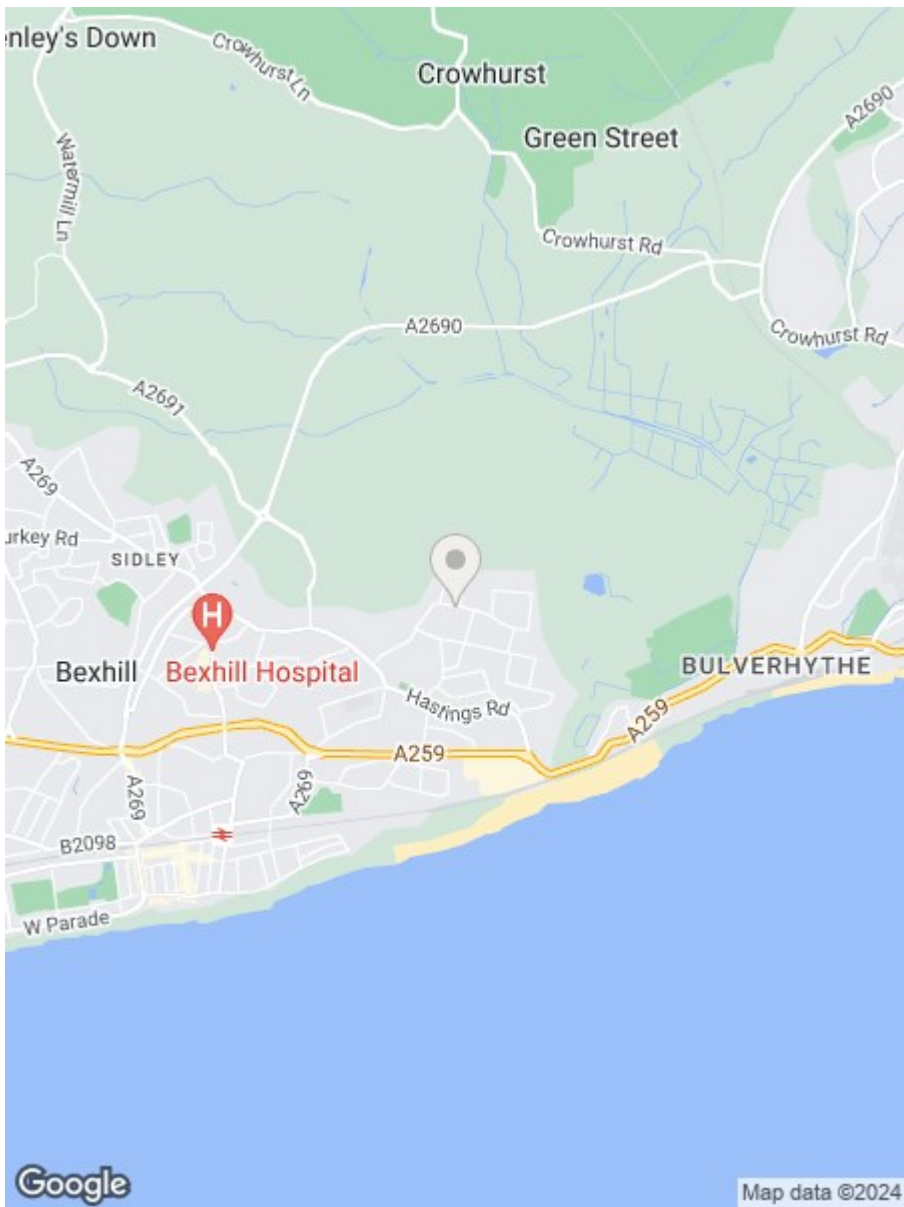 enley's Down
Crowhurst Ln
Crowhurst
Green Street
A2690
Watermill Ln
Crowhurst Rd
A2690
Crowhurst Rd
A2691
A269
urkey Rd
SIDLEY
H
Bexhill
Bexhill Hospital
BULVERHYTHE
Hastings Rd
A259
A259
A269
A269
B2098
W Parade
Google
Map data ©2024